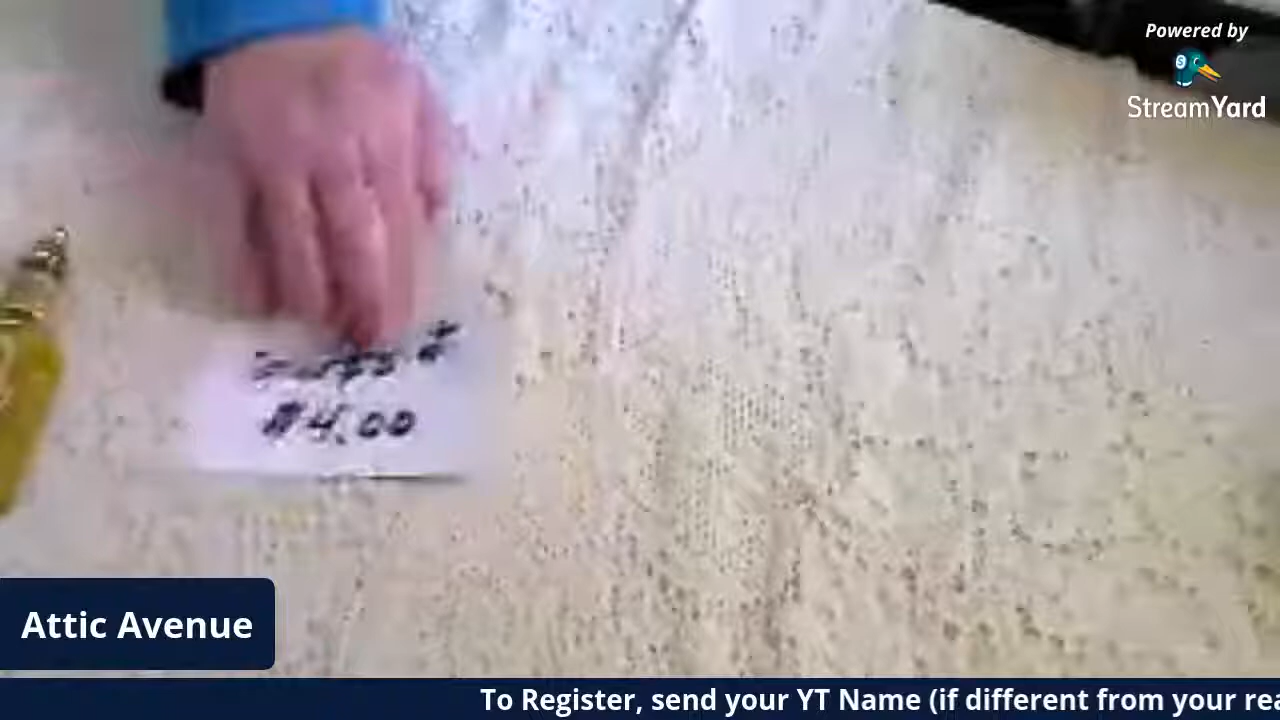 Powered by
StreamYard
$4.00
Attic Avenue
To Register, send your YT Name (if different from your rea